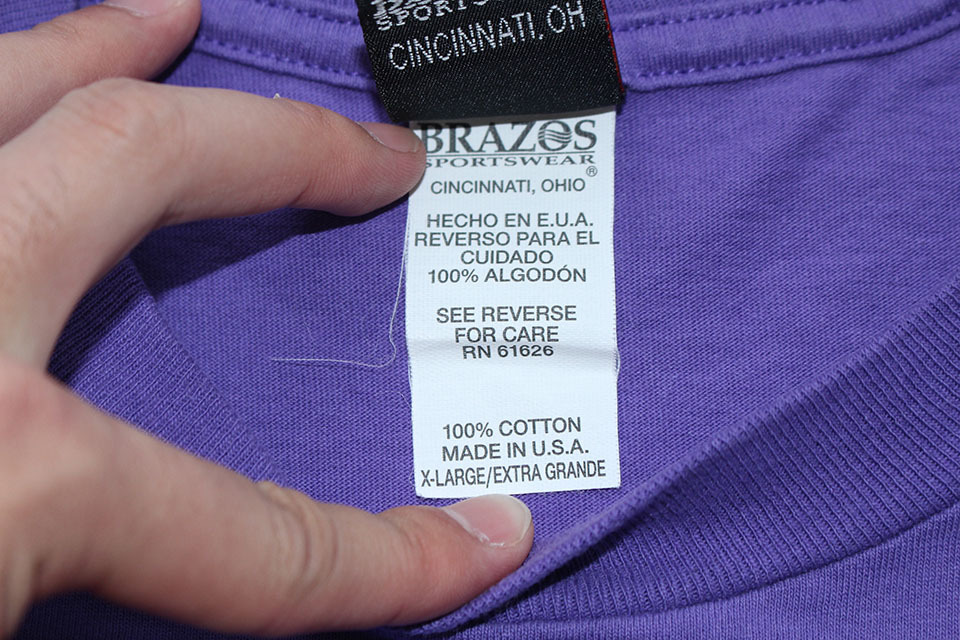 SPORTS
CINCINNATI, OH
BRAZOS
SPORTSWEAR
®
CINCINNATI, OHIO
HECHO EN E.U.A.
REVERSO PARA EL
CUIDADO
100% ALGODÓN
SEE REVERSE
FOR CARE
RN 61626
100% COTTON
MADE IN U.S.A.
X-LARGE/EXTRA GRANDE